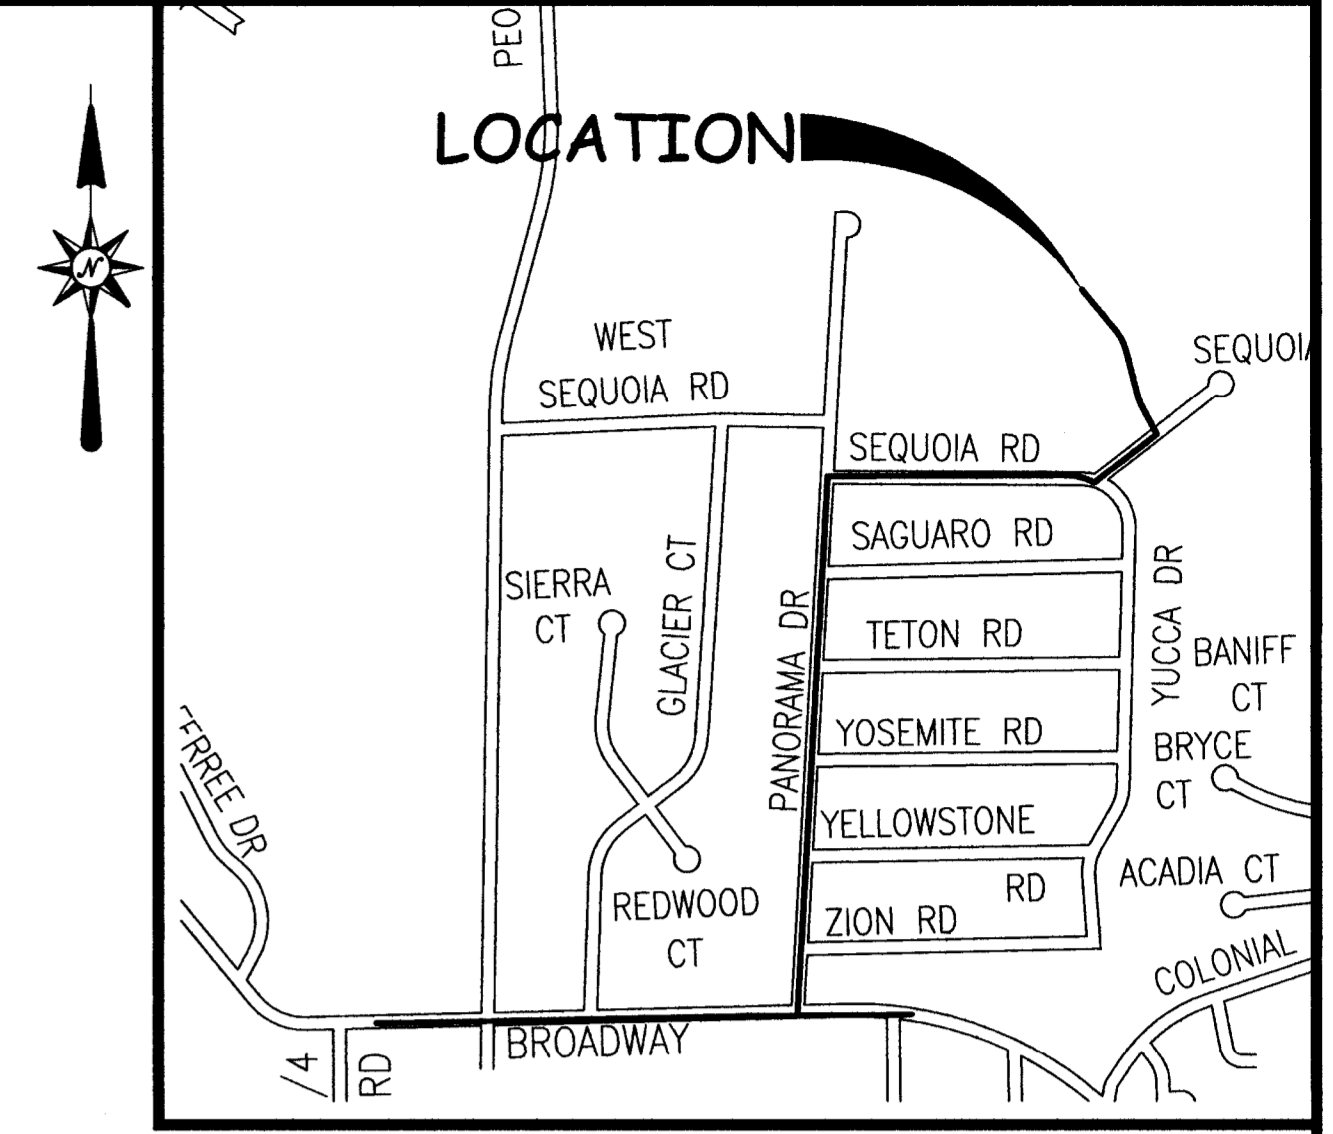 PEO
LOCATION
N
WEST
SEQUOIA RD
SEQUOIA
SEQUOIA RD
SAGUARO RD
SIERRA
CT
GLACIER CT
TETON RD
PANORAMA DR
YUCCA DR
BANIFF
CT
YOSEMITE RD
BRYCE
CT
ERREE DR
YELLOWSTONE
RD
ACADIA CT
REDWOOD
CT
ZION RD
COLONIAL
BROADWAY
/4
RD